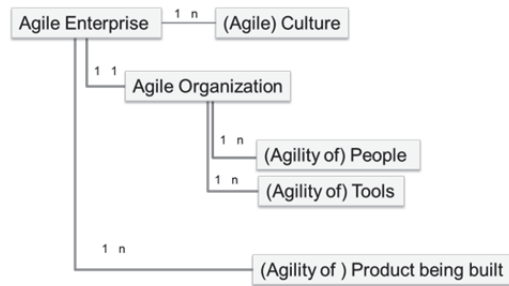 Agile Enterprise
1 n
(Agile) Culture
1 1
Agile Organization
1 n
(Agility of) People
1 n
(Agility of) Tools
1 n
(Agility of ) Product being built